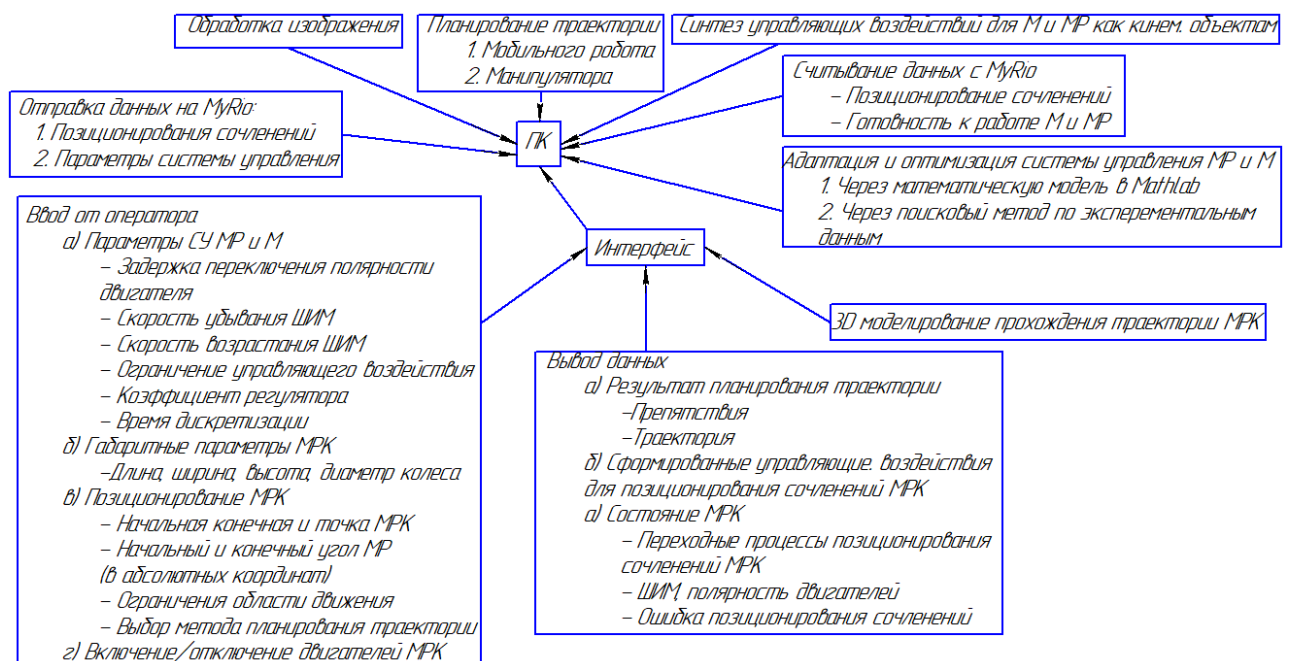 Обработка изображения
Планирование траектории
1. Мобильного робота
2. Манипулятора
Синтез управляющих воздействий для М и МР как кинем. объектам
Считывание данных с MyRio
– Позиционирование сочленений
– Готовность к работе М и МР
Отправка данных на MyRio:
1. Позиционирования сочленений
2. Параметры системы управления
ПК
Адаптация и оптимизация системы управления МР и М
1. Через математическую модель в Mathlab
2. Через поисковый метод по эксперементальным
данным
Ввод от оператора
а) Параметры СУ МР и М
– Задержка переключения полярности
двигателя
– Скорость убывания ШИМ
– Скорость возрастания ШИМ
– Ограничение управляющего воздействия
– Коэффициент регулятора
– Время дискретизации
б) Габаритные параметры МРК
–Длина, ширина, высота, диаметр колеса
в) Позиционирование МРК
– Начальная конечная и точка МРК
– Начальный и конечный угол МР
(в абсолютных координат)
– Ограничения области движения
– Выбор метода планирования траектории
г) Включение/отключение двигателей МРК
Интерфейс
3D моделирование прохождения траектории МРК
Вывод данных
а) Результат планирования траектории
–Препятствия
–Траектория
б) Сформированные управляющие. воздействия
для позиционирования сочленений МРК
а) Состояние МРК
– Переходные процессы позиционирования
сочленений МРК
– ШИМ, полярность двигателей
– Ошибка позиционирования сочленений